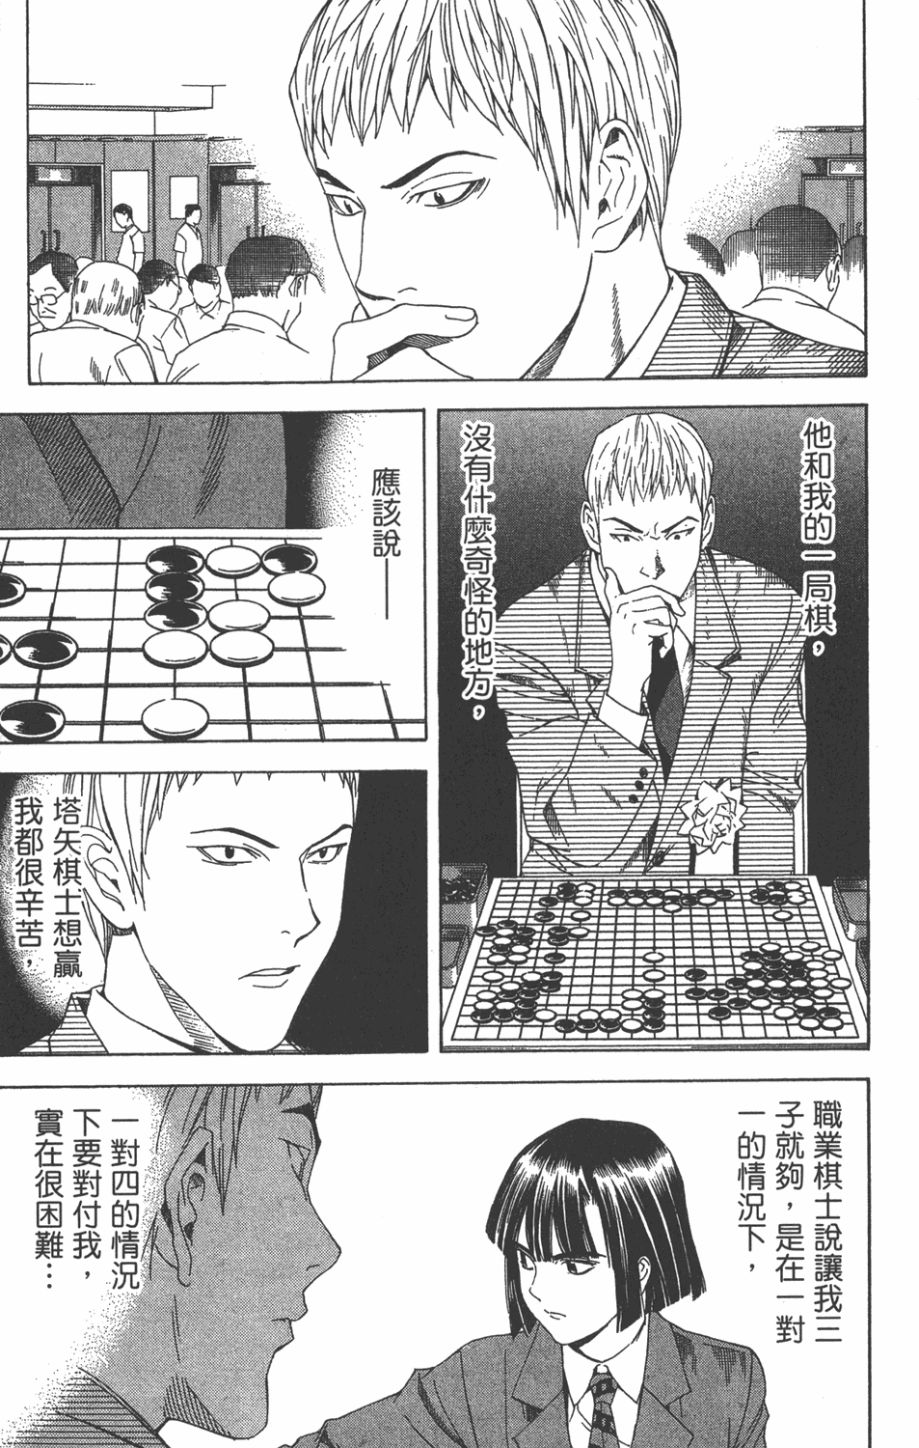 他和我的一局棋，
沒有什麼奇怪的地方，
應該說——
塔矢棋士想贏
我都很辛苦，
職業棋士說讓我三
子就夠，是在一對
一的情況下，
一對四的情況
下要對付我，
實在很困難…